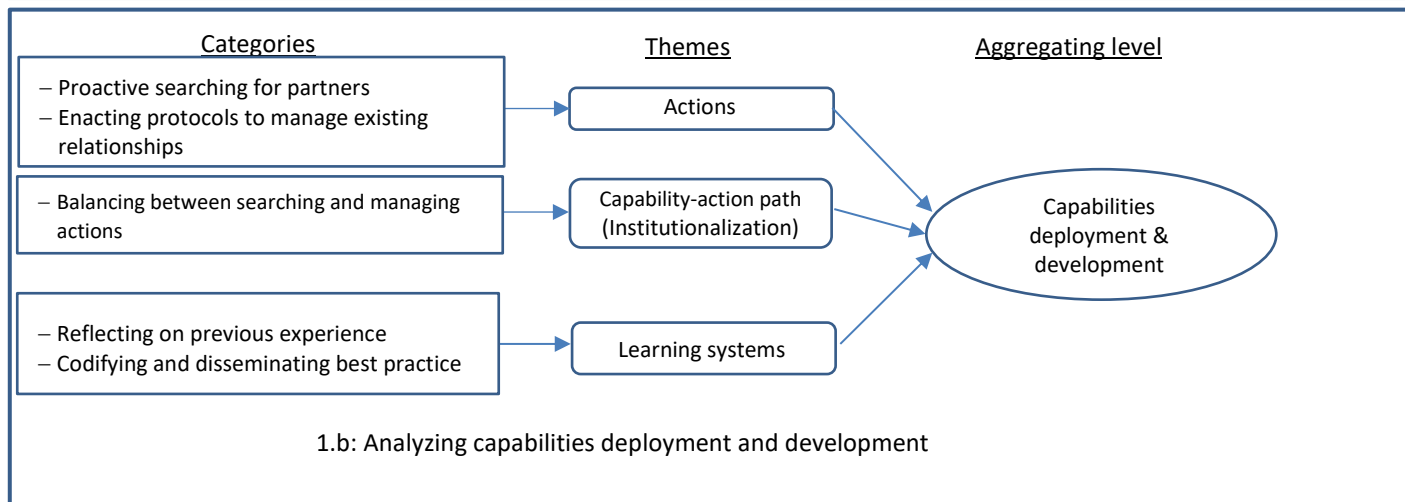 Categories
Themes
Aggregating level
– Proactive searching for partners
– Enacting protocols to manage existing
relationships
Actions
– Balancing between searching and managing
actions
Capability-action path
(Institutionalization)
Capabilities
deployment &
development
– Reflecting on previous experience
– Codifying and disseminating best practice
Learning systems
1.b: Analyzing capabilities deployment and development